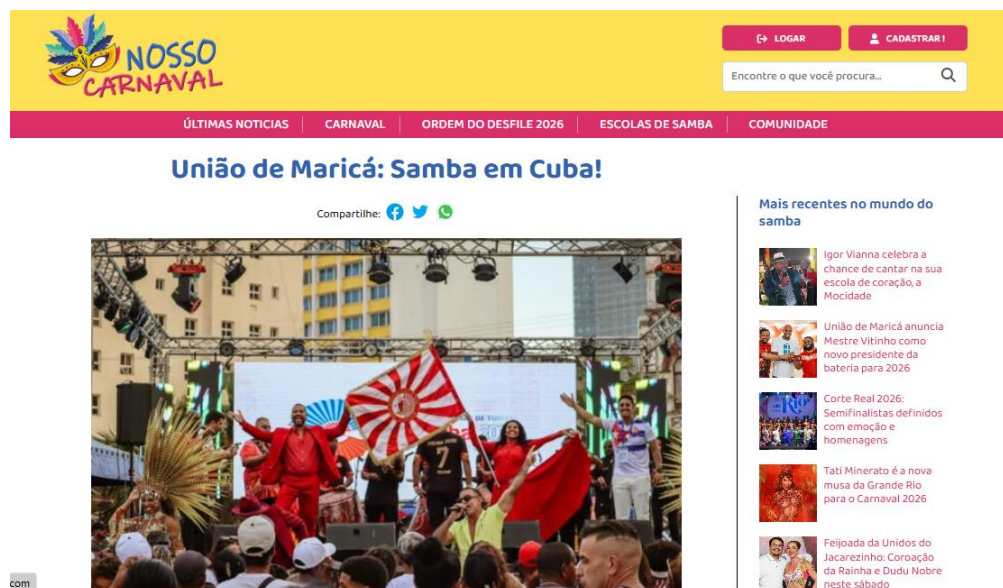 NOSSO
CARNAVAL
LOGAR
CADASTRAR!
Encontre o que você procura...
ÚLTIMAS NOTICIAS
CARNAVAL
ORDEM DO DESFILE 2026
ESCOLAS DE SAMBA
COMUNIDADE
União de Maricá: Samba em Cuba!
Compartilhe:
7
Mais recentes no mundo do
samba
Igor Vianna celebra a
chance de cantar na sua
escola de coração, a
Mocidade
União de Maricá anuncia
Mestre Vitinho como
novo presidente da
bateria para 2026
Corte Real 2026:
Semifinalistas definidos
com emoção e
homenagens
Tati Minerato é a nova
musa da Grande Rio
para o Carnaval 2026
Feijoada da Unidos do
Jacarezinho: Coroação
da Rainha e Dudu Nobre
neste sábado
com